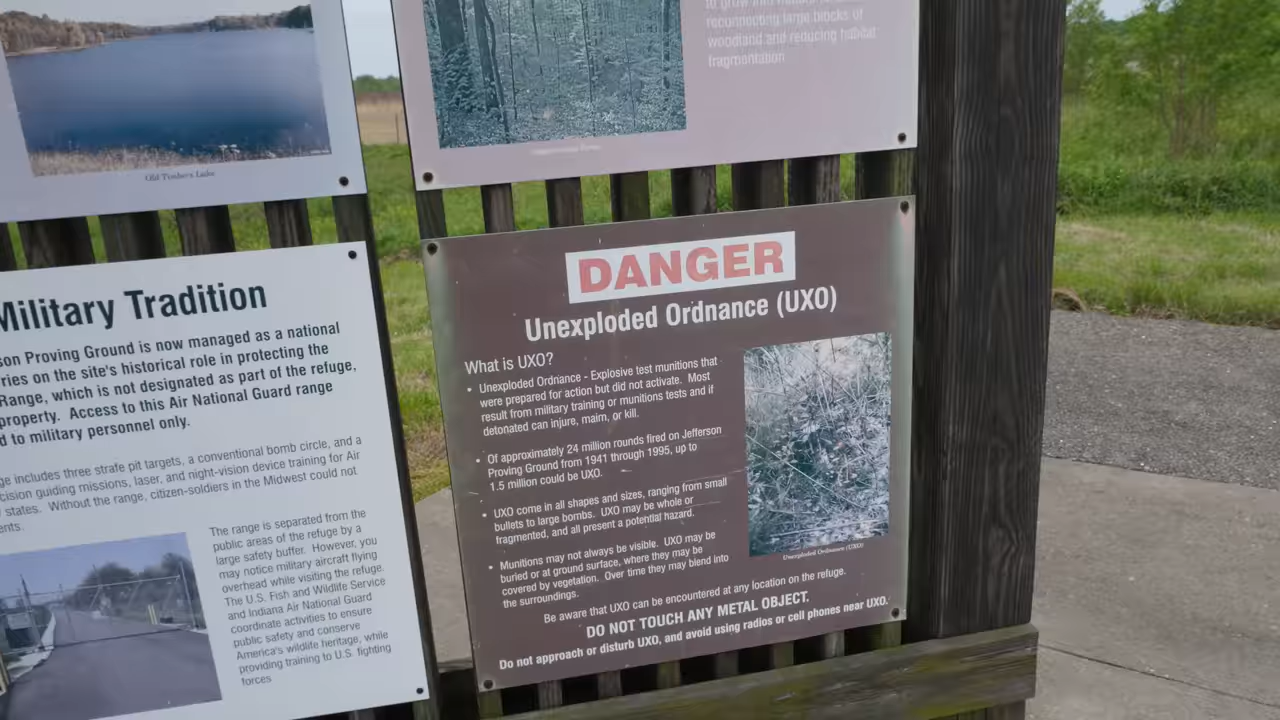 Old Timbers Lake
to grow into
reconnecting large blocks of
woodland and reducing habitat
fragmentation
Military Tradition
son Proving Ground is now managed as a national
ries on the site's historical role in protecting the
Range, which is not designated as part of the refuge,
property. Access to this Air National Guard range
d to military personnel only.
ge includes three strafe pit targets, a conventional bomb circle, and a
cision guiding missions, laser, and night-vision device training for Air
states. Without the range, citizen-soldiers in the Midwest could not
ents.
The range is separated from the
public areas of the refuge by a
large safety buffer. However, you
may notice military aircraft flying
overhead while visiting the refuge.
The U.S. Fish and Wildlife Service
and Indiana Air National Guard
coordinate activities to ensure
public safety and conserve
America's wildlife heritage, while
providing training to U.S. fighting
forces
DANGER
Unexploded Ordnance (UXO)
What is UXO?
• Unexploded Ordnance - Explosive test munitions that
were prepared for action but did not activate. Most
result from military training or munitions tests and if
detonated can injure, maim, or kill.
• Of approximately 24 million rounds fired on Jefferson
Proving Ground from 1941 through 1995, up to
1.5 million could be UXO.
• UXO come in all shapes and sizes, ranging from small
bullets to large bombs. UXO may be whole or
fragmented, and all present a potential hazard.
• Munitions may not always be visible. UXO may be
buried or at ground surface, where they may be
covered by vegetation. Over time they may blend into
the surroundings.
Unexploded Ordnance (UXO)
Be aware that UXO can be encountered at any location on the refuge.
DO NOT TOUCH ANY METAL OBJECT.
Do not approach or disturb UXO, and avoid using radios or cell phones near UXO.